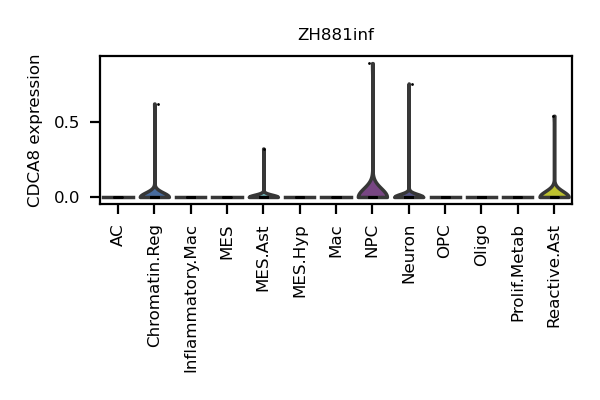 ZH881inf
CDCA8 expression
0.5
0.0
AC
Chromatin.Reg
Inflammatory.Mac
MES
MES.Ast
MES.Hyp
Mac
NPC
Neuron
OPC
Oligo
Prolif.Metab
Reactive.Ast